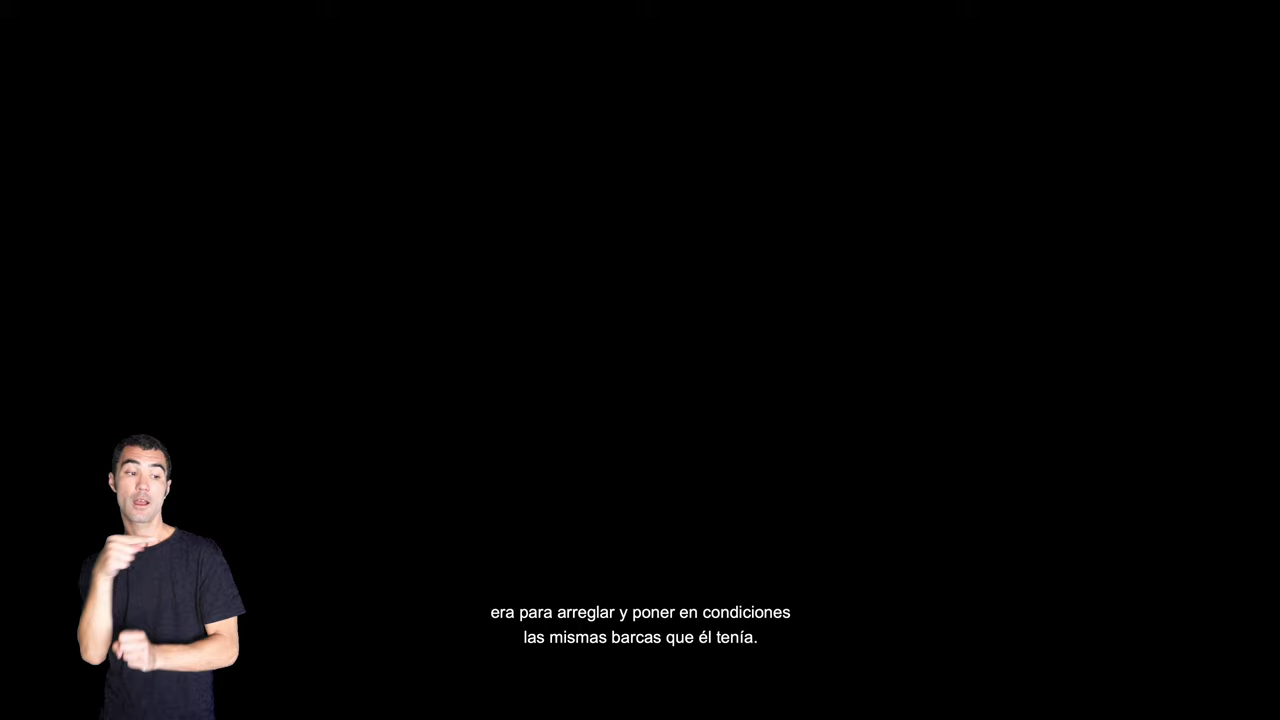 era para arreglar y poner en condiciones
las mismas barcas que él tenía.